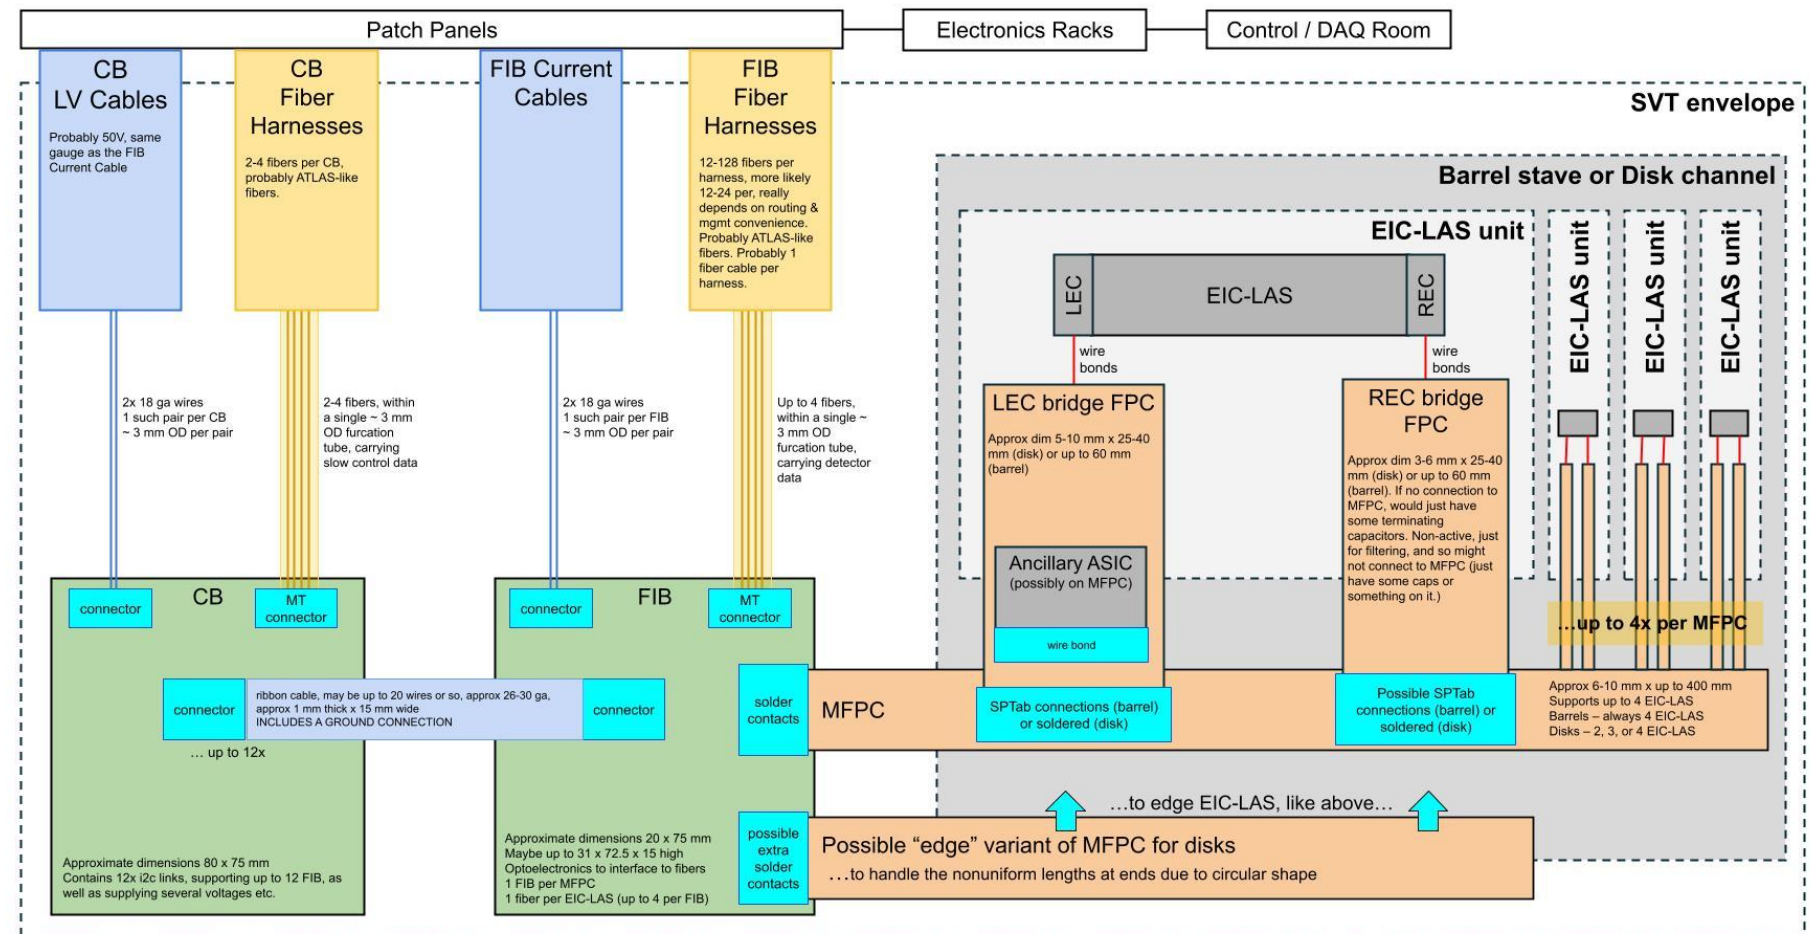 Patch Panels
Electronics Racks
Control / DAQ Room
CB
LV Cables
Probably 50V, same
gauge as the FIB
Current Cable
CB
Fiber
Harnesses
2-4 fibers per CB,
probably ATLAS-like
fibers.
FIB Current
Cables
FIB
Fiber
Harnesses
12-128 fibers per
harness, more likely
12-24 per, really
depends on routing &
mgmt convenience.
Probably ATLAS-like
fibers. Probably 1
fiber cable per
harness.
SVT envelope
Barrel stave or Disk channel
EIC-LAS unit
LEC
EIC-LAS
REC
wire
bonds
wire
bonds
EIC-LAS unit
EIC-LAS unit
EIC-LAS unit
2x 18 ga wires
1 such pair per CB
~ 3 mm OD per pair
2-4 fibers, within
a single ~ 3 mm
OD furcation
tube, carrying
slow control data
2x 18 ga wires
1 such pair per FIB
~ 3 mm OD per pair
Up to 4 fibers,
within a single ~
3 mm OD
furcation tube,
carrying detector
data
LEC bridge FPC
Approx dim 5-10 mm x 25-40
mm (disk) or up to 60 mm
(barrel)
Ancillary ASIC
(possibly on MFPC)
wire bond
SPTab connections (barrel)
or soldered (disk)
REC bridge
FPC
Approx dim 3-6 mm x 25-40
mm (disk) or up to 60 mm
(barrel). If no connection to
MFPC, would just have
some terminating
capacitors. Non-active, just
for filtering, and so might
not connect to MFPC (just
have some caps or
something on it.)
Possible SPTab
connections (barrel) or
soldered (disk)
…up to 4x per MFPC
connector
CB
MT
connector
connector
FIB
MT
connector
connector
ribbon cable, may be up to 20 wires or so, approx 26-30 ga,
approx 1 mm thick x 15 mm wide
INCLUDES A GROUND CONNECTION
connector
… up to 12x
solder
contacts
MFPC
Approx 6-10 mm x up to 400 mm
Supports up to 4 EIC-LAS
Barrels – always 4 EIC-LAS
Disks – 2, 3, or 4 EIC-LAS
…to edge EIC-LAS, like above…
Approximate dimensions 80 x 75 mm
Contains 12x i2c links, supporting up to 12 FIB, as
well as supplying several voltages etc.
Approximate dimensions 20 x 75 mm
Maybe up to 31 x 72.5 x 15 high
Optoelectronics to interface to fibers
1 FIB per MFPC
1 fiber per EIC-LAS (up to 4 per FIB)
possible
extra
solder
contacts
Possible “edge” variant of MFPC for disks
…to handle the nonuniform lengths at ends due to circular shape